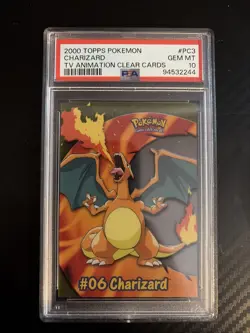 2000 TOPPS POKEMON #PC3
CHARIZARD GEM MT
TV ANIMATION CLEAR CARDS 10
PSA 94532244
Pokémon
#06 Charizard